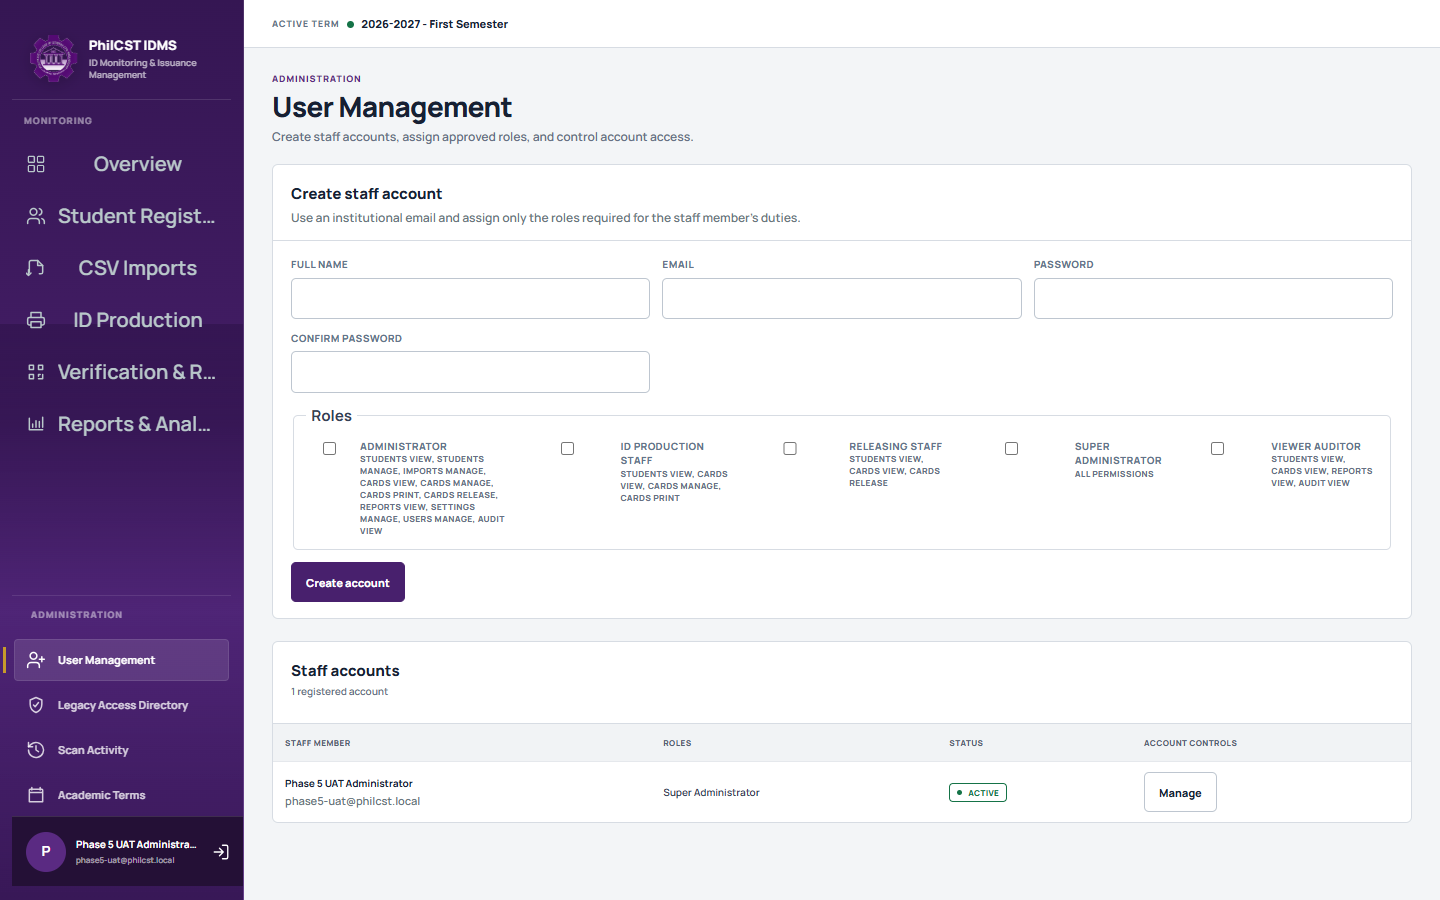 PhilCST IDMS
ID Monitoring & Issuance
Management
MONITORING
Overview
Student Regist...
CSV Imports
ID Production
Verification & R...
Reports & Anal...
ADMINISTRATION
User Management
Legacy Access Directory
Scan Activity
Academic Terms
P
Phase 5 UAT Administra...
phase5-uat@philcst.local
ACTIVE TERM 2026-2027 - First Semester
ADMINISTRATION
User Management
Create staff accounts, assign approved roles, and control account access.
Create staff account
Use an institutional email and assign only the roles required for the staff member's duties.
FULL NAME EMAIL PASSWORD
CONFIRM PASSWORD
Roles
ADMINISTRATOR
STUDENTS VIEW, STUDENTS
MANAGE, IMPORTS MANAGE,
CARDS VIEW, CARDS MANAGE,
CARDS PRINT, CARDS RELEASE,
REPORTS VIEW, SETTINGS
MANAGE, USERS MANAGE, AUDIT
VIEW
ID PRODUCTION
STAFF
STUDENTS VIEW, CARDS
VIEW, CARDS MANAGE,
CARDS PRINT
RELEASING STAFF
STUDENTS VIEW,
CARDS VIEW, CARDS
RELEASE
SUPER
ADMINISTRATOR
ALL PERMISSIONS
VIEWER AUDITOR
STUDENTS VIEW,
CARDS VIEW, REPORTS
VIEW, AUDIT VIEW
Create account
Staff accounts
1 registered account
STAFF MEMBER ROLES STATUS ACCOUNT CONTROLS
Phase 5 UAT Administrator
phase5-uat@philcst.local
Super Administrator
ACTIVE
Manage